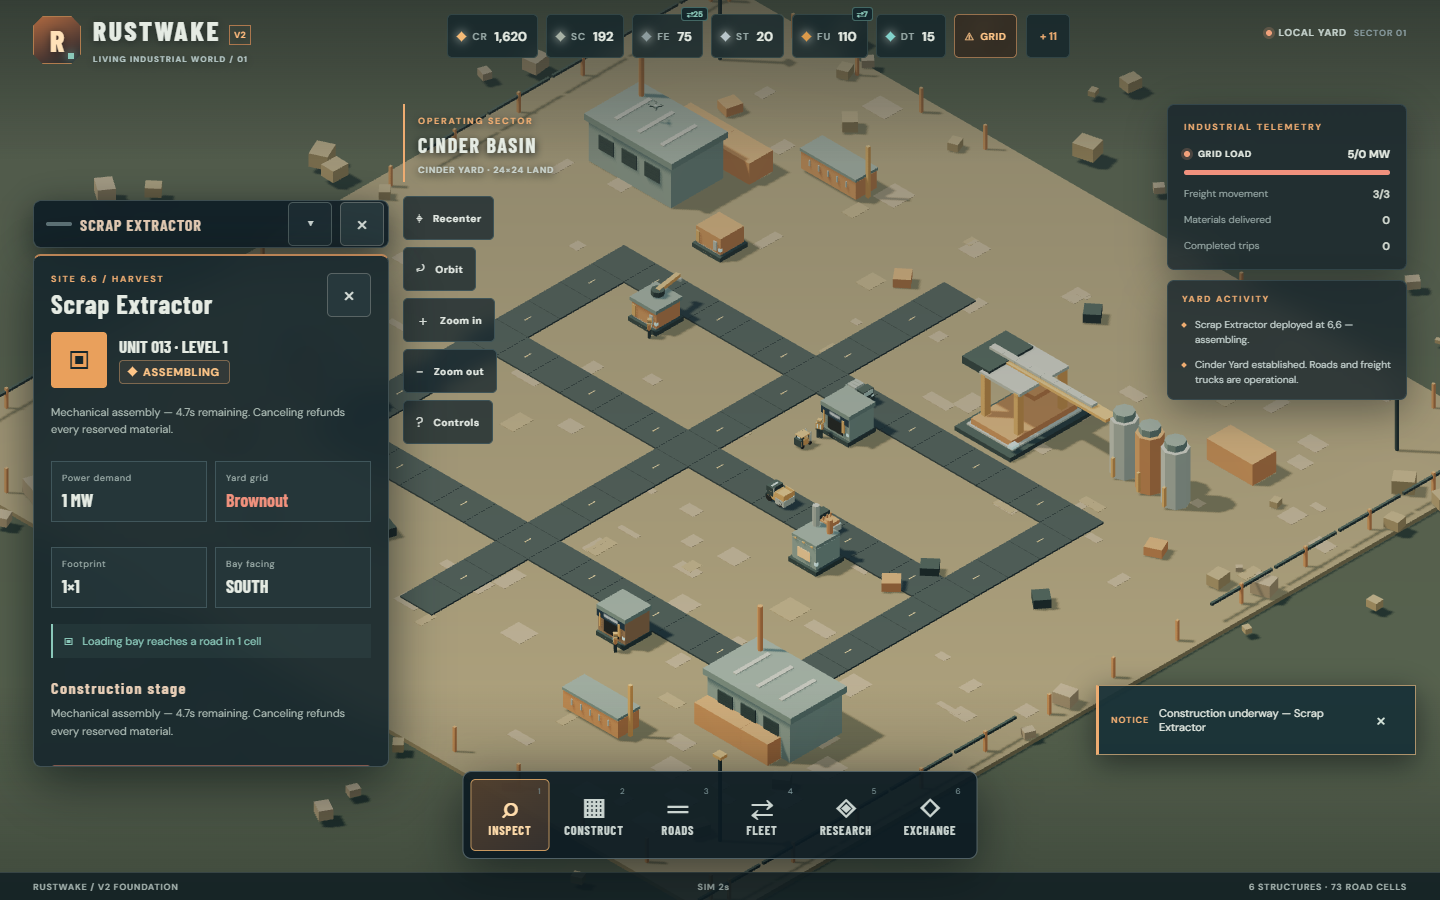 R
RUSTWAKE V2
LIVING INDUSTRIAL WORLD / 01
CR 1,620
SC 192
FE 75
⇄25
ST 20
FU 110
⇄7
DT 15
⚠ GRID
+ 11
LOCAL YARD SECTOR 01
OPERATING SECTOR
CINDER BASIN
CINDER YARD · 24×24 LAND
Recenter
Orbit
+ Zoom in
− Zoom out
? Controls
SCRAP EXTRACTOR
▼ ×
SITE 6.6 / HARVEST
Scrap Extractor
×
UNIT 013 · LEVEL 1
◆ ASSEMBLING
Mechanical assembly — 4.7s remaining. Canceling refunds
every reserved material.
Power demand
1 MW
Yard grid
Brownout
Footprint
1×1
Bay facing
SOUTH
Loading bay reaches a road in 1 cell
Construction stage
Mechanical assembly — 4.7s remaining. Canceling refunds
every reserved material.
INDUSTRIAL TELEMETRY
GRID LOAD 5/0 MW
Freight movement 3/3
Materials delivered 0
Completed trips 0
YARD ACTIVITY
Scrap Extractor deployed at 6,6 —
assembling.
Cinder Yard established. Roads and freight
trucks are operational.
NOTICE
Construction underway — Scrap
Extractor
×
1
INSPECT
2
CONSTRUCT
3
ROADS
4
FLEET
5
RESEARCH
6
EXCHANGE
RUSTWAKE / V2 FOUNDATION
SIM 2s
6 STRUCTURES · 73 ROAD CELLS